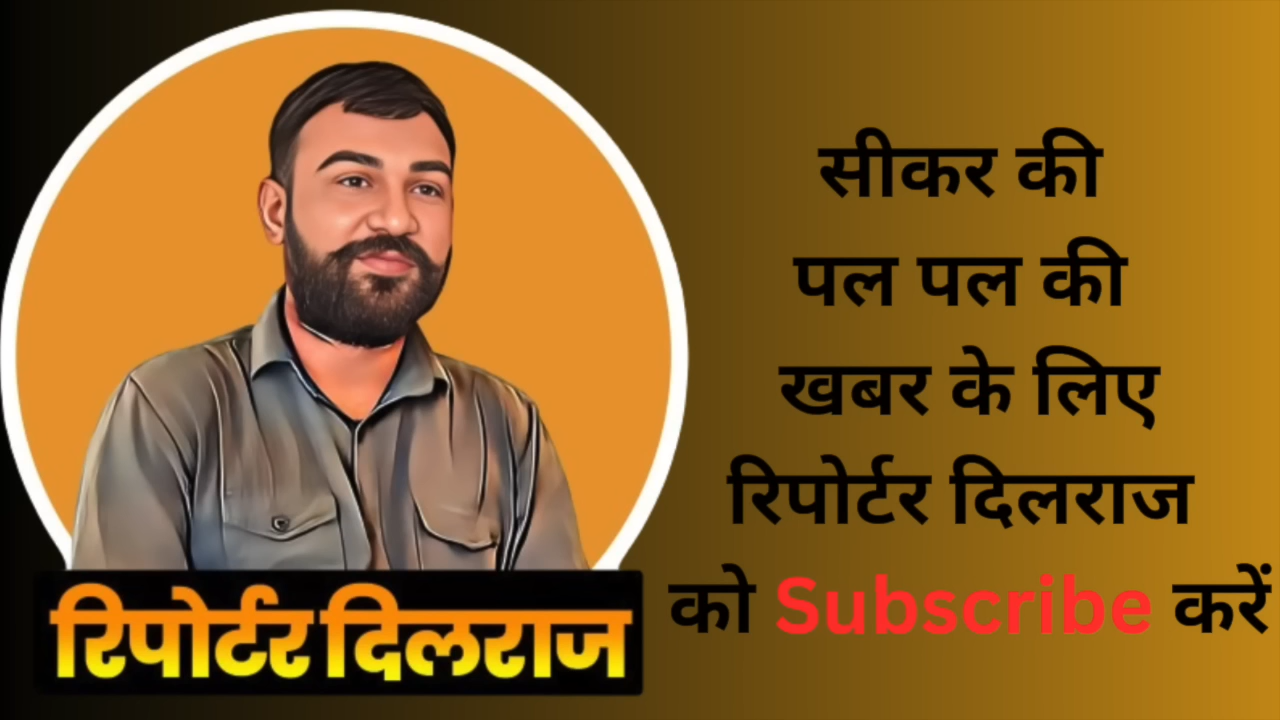 सीकर की
पल पल की
खबर के लिए
रिपोर्टर दिलराज
को Subscribe करें
रिपोर्टर दिलराज